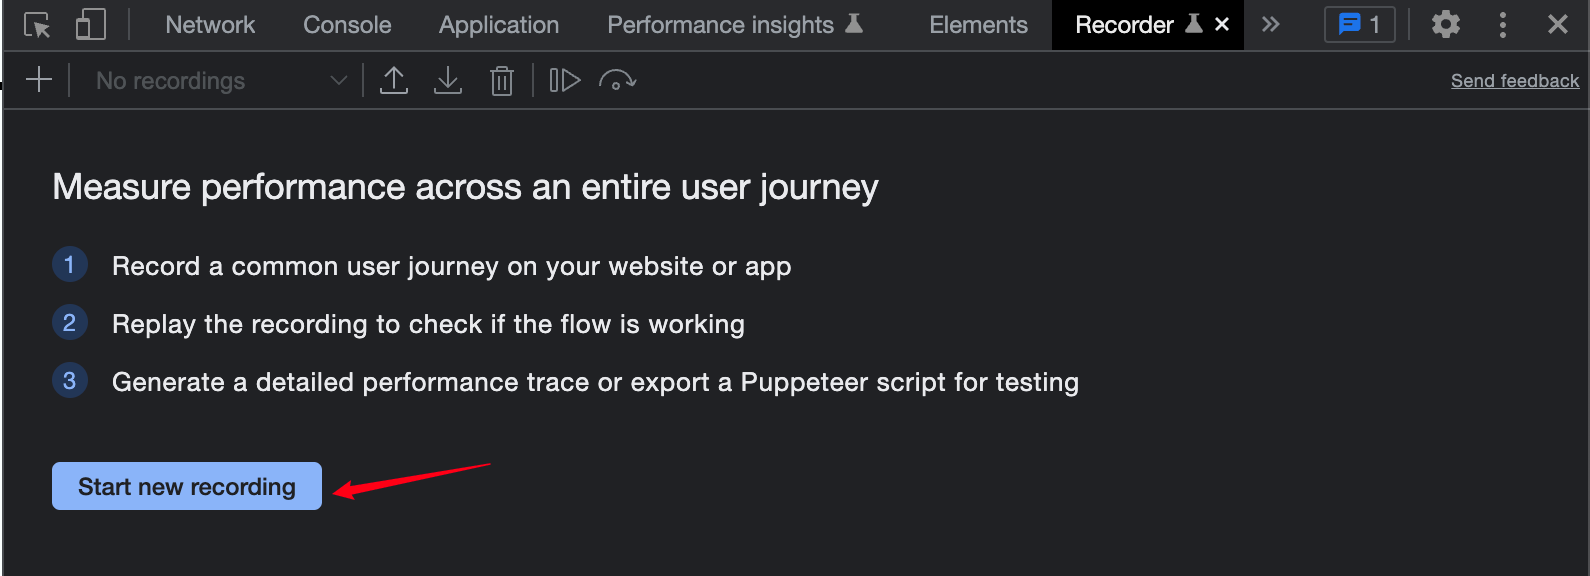 Network Console Application Performance insights Elements Recorder 1
No recordings Send feedback
Measure performance across an entire user journey
1 Record a common user journey on your website or app
2 Replay the recording to check if the flow is working
3 Generate a detailed performance trace or export a Puppeteer script for testing
Start new recording